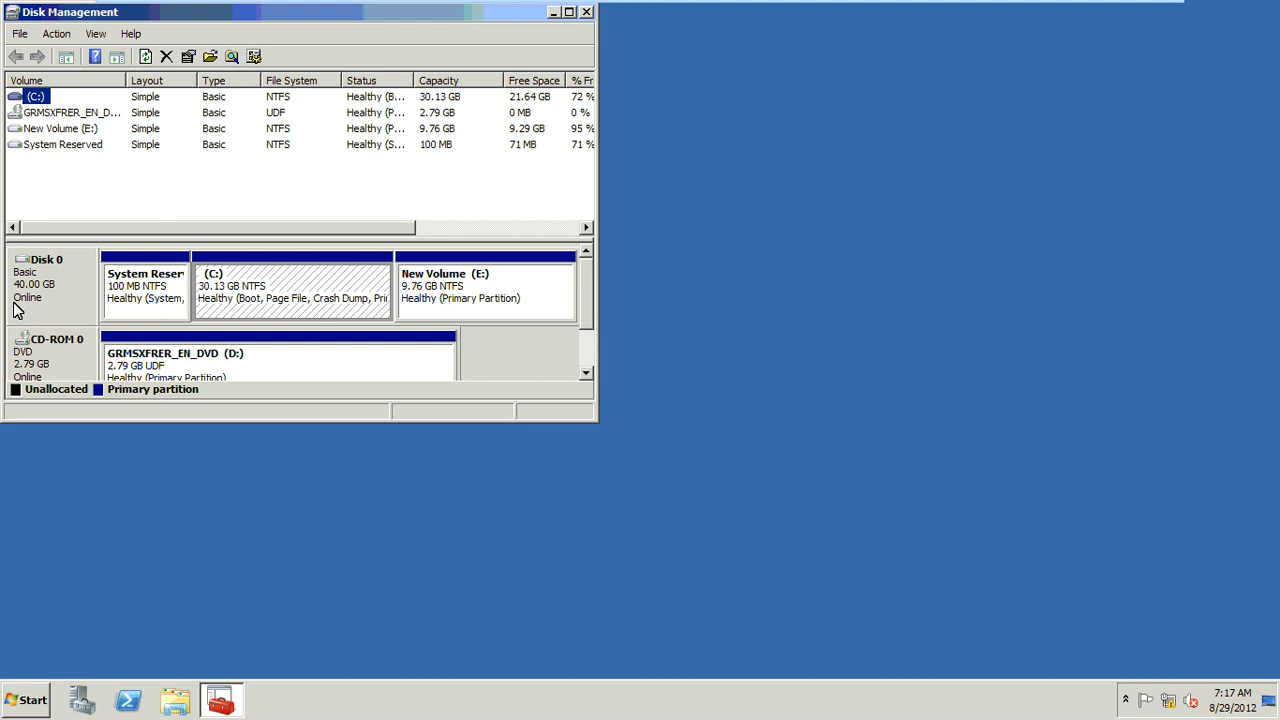 Disk Management
File Action View Help
Volume Layout Type File System Status Capacity Free Space % Fr
(C:) Simple Basic NTFS Healthy (B... 30.13 GB 21.64 GB 72 %
GRMSXFRER_EN_D... Simple Basic UDF Healthy (P... 2.79 GB 0 MB 0 %
New Volume (E:) Simple Basic NTFS Healthy (P... 9.76 GB 9.29 GB 95 %
System Reserved Simple Basic NTFS Healthy (S... 100 MB 71 MB 71 %
Disk 0
Basic
40.00 GB
Online
System Reser
100 MB NTFS
Healthy (System,
(C:)
30.13 GB NTFS
Healthy (Boot, Page File, Crash Dump, Pri
New Volume (E:)
9.76 GB NTFS
Healthy (Primary Partition)
CD-ROM 0
DVD
2.79 GB
Online
GRMSXFRER_EN_DVD (D:)
2.79 GB UDF
Healthy (Primary Partition)
Unallocated Primary partition
Start
7:17 AM
8/29/2012